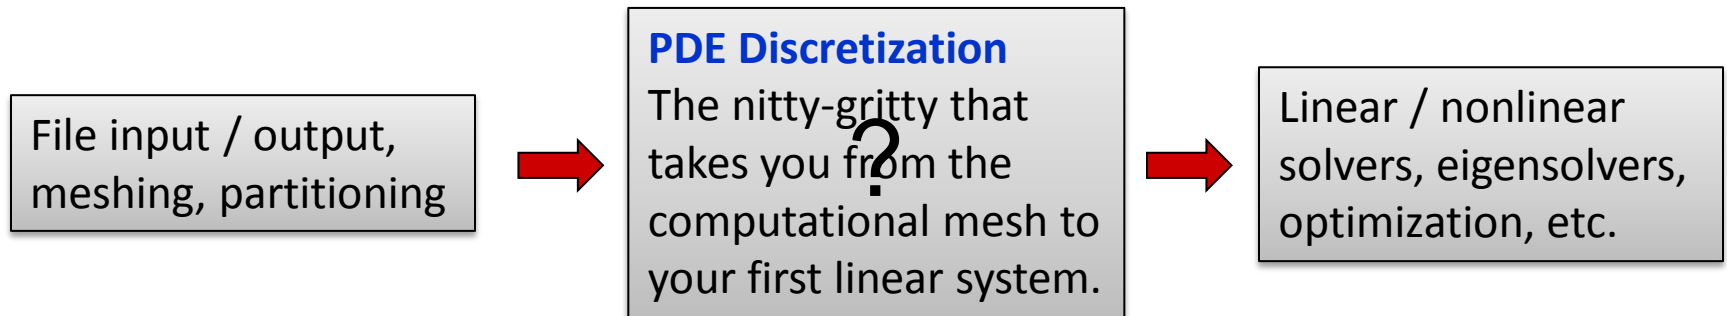 File input / output,
meshing, partitioning
PDE Discretization
The nitty-gritty that
takes you from the
computational mesh to
your first linear system.
?
Linear / nonlinear
solvers, eigensolvers,
optimization, etc.